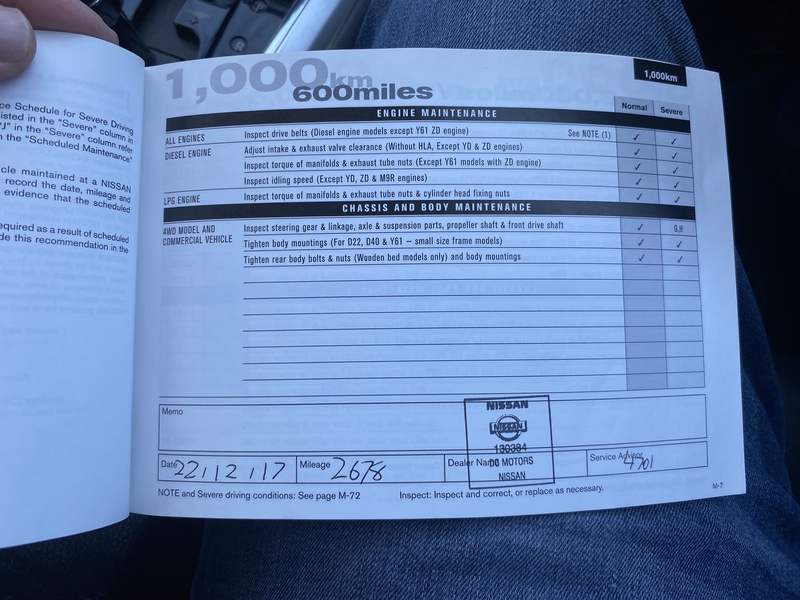 ce Schedule for Severe Driving
isted in the "Severe" column in
"J" in the "Severe" column refer
n the "Scheduled Maintenance"
cle maintained at a NISSAN
record the date, mileage and
evidence that the scheduled
equired as a result of scheduled
de this recommendation in the
1,000km
600miles
1,000km
Normal Severe
ENGINE MAINTENANCE
ALL ENGINES Inspect drive belts (Diesel engine models except Y61 ZD engine) See NOTE (1) ✓ ✓
DIESEL ENGINE Adjust intake & exhaust valve clearance (Without HLA, Except YD & ZD engines) ✓ ✓
Inspect torque of manifolds & exhaust tube nuts (Except Y61 models with ZD engine) ✓ ✓
Inspect idling speed (Except YD, ZD & M9R engines) ✓ ✓
LPG ENGINE Inspect torque of manifolds & exhaust tube nuts & cylinder head fixing nuts ✓ ✓
CHASSIS AND BODY MAINTENANCE
4WD MODEL AND COMMERCIAL VEHICLE Inspect steering gear & linkage, axle & suspension parts, propeller shaft & front drive shaft ✓ G,H
Tighten body mountings (For D22, D40 & Y61 – small size frame models) ✓ ✓
Tighten rear body bolts & nuts (Wooden bed models only) and body mountings ✓ ✓
Memo
NISSAN
NISSAN
130384
DC MOTORS
NISSAN
Date 22/12/17 Mileage 2678 Dealer Name Service Advisor 4701
NOTE and Severe driving conditions: See page M-72 Inspect: Inspect and correct, or replace as necessary.
M-7